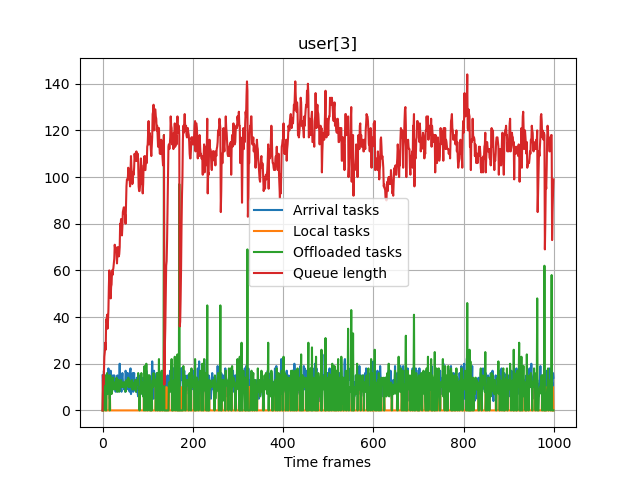 user[3]
140
120
100
80
60
40
20
0
Arrival tasks
Local tasks
Offloaded tasks
Queue length
0 200 400 600 800 1000
Time frames